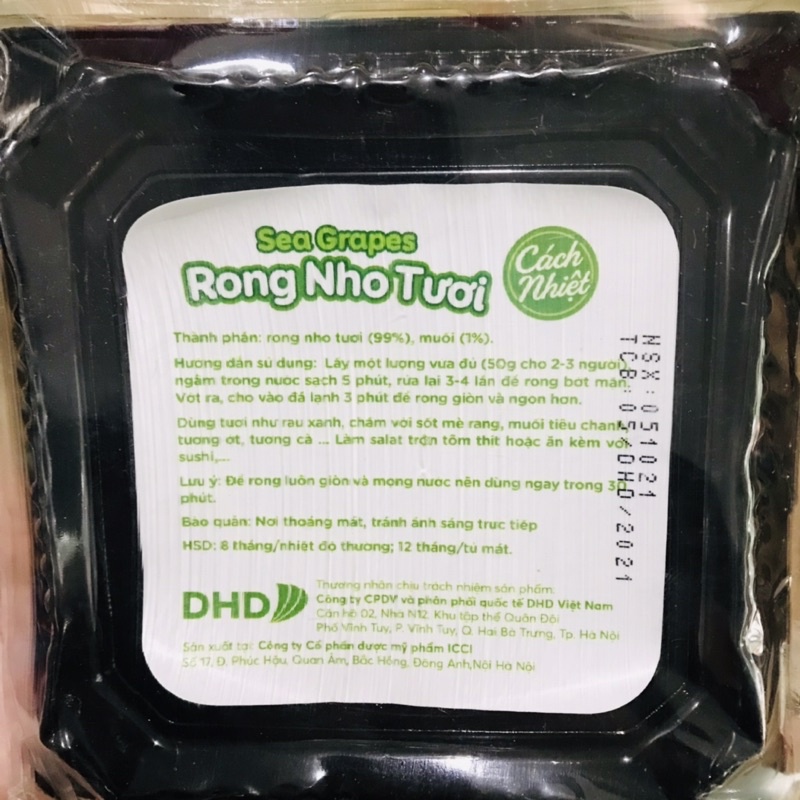 Sea Grapes
Rong Nho Tươi
Cách
Nhiệt
Thành phần: rong nho tươi (99%), muối (1%).
Hướng dẫn sử dụng: Lấy một lượng vừa đủ (50g cho 2-3 người),
ngâm trong nước sạch 5 phút, rửa lại 3-4 lần để rong bớt mặn.
Vớt ra, cho vào đá lạnh 3 phút để rong giòn và ngon hơn.
Dùng tươi như rau xanh, chấm với sốt mè rang, muối tiêu chanh,
tương ớt, tương cà ... Làm salat trộn tôm thịt hoặc ăn kèm với
sushi,...
Lưu ý: Để rong luôn giòn và mọng nước nên dùng ngay trong 30
phút.
Bảo quản: Nơi thoáng mát, tránh ánh sáng trực tiếp
HSD: 8 tháng/nhiệt độ thường; 12 tháng/tủ mát.
NSX: 051021
TCB: 05/DHD/2021
DHD
Thương nhân chịu trách nhiệm sản phẩm:
Công ty CPDV và phân phối quốc tế DHD Việt Nam
Căn hộ 02, Nhà N12, Khu tập thể Quân Đội
Phố Vĩnh Tuy, P. Vĩnh Tuy, Q. Hai Bà Trưng, Tp. Hà Nội
Sản xuất tại: Công ty Cổ phần dược mỹ phẩm ICCI
Số 17, Đ. Phúc Hậu, Quan Âm, Bắc Hồng, Đông Anh,Nội Hà Nội